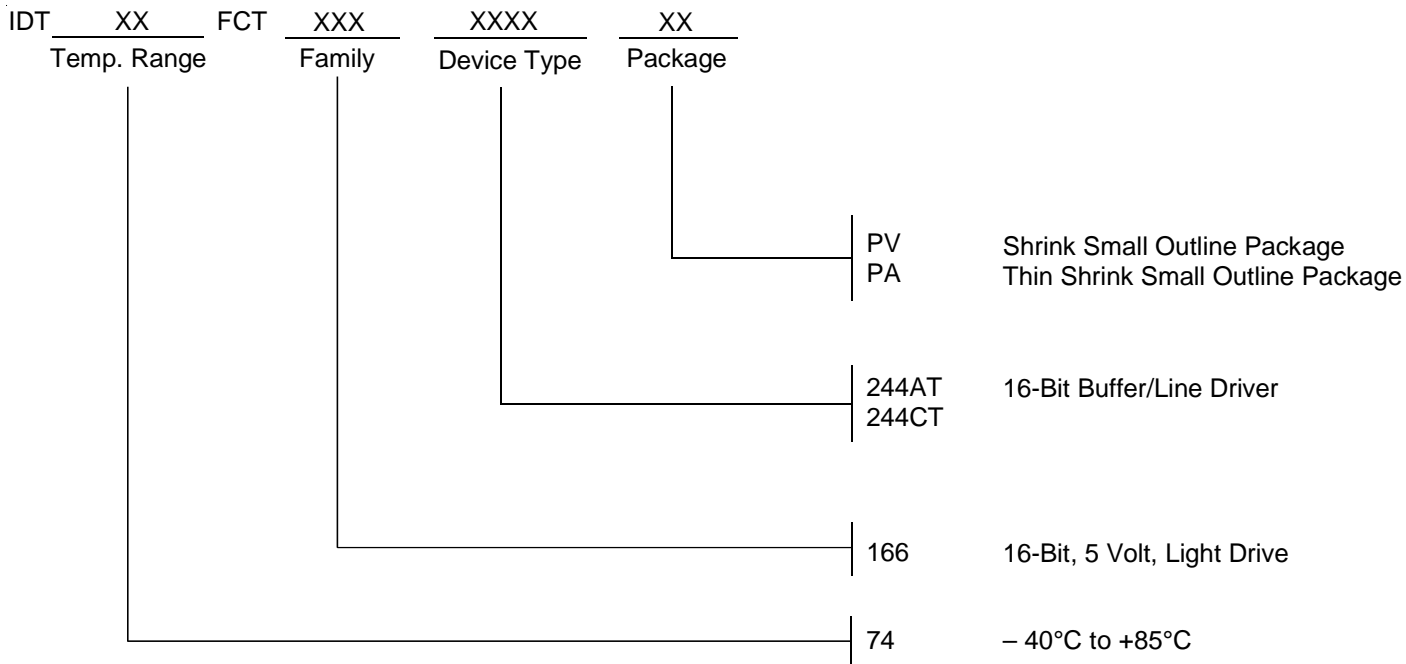 IDT XX FCT XXX XXXX XX
Temp. Range Family Device Type Package
PV Shrink Small Outline Package
PA Thin Shrink Small Outline Package
244AT 16-Bit Buffer/Line Driver
244CT
166 16-Bit, 5 Volt, Light Drive
74 – 40°C to +85°C